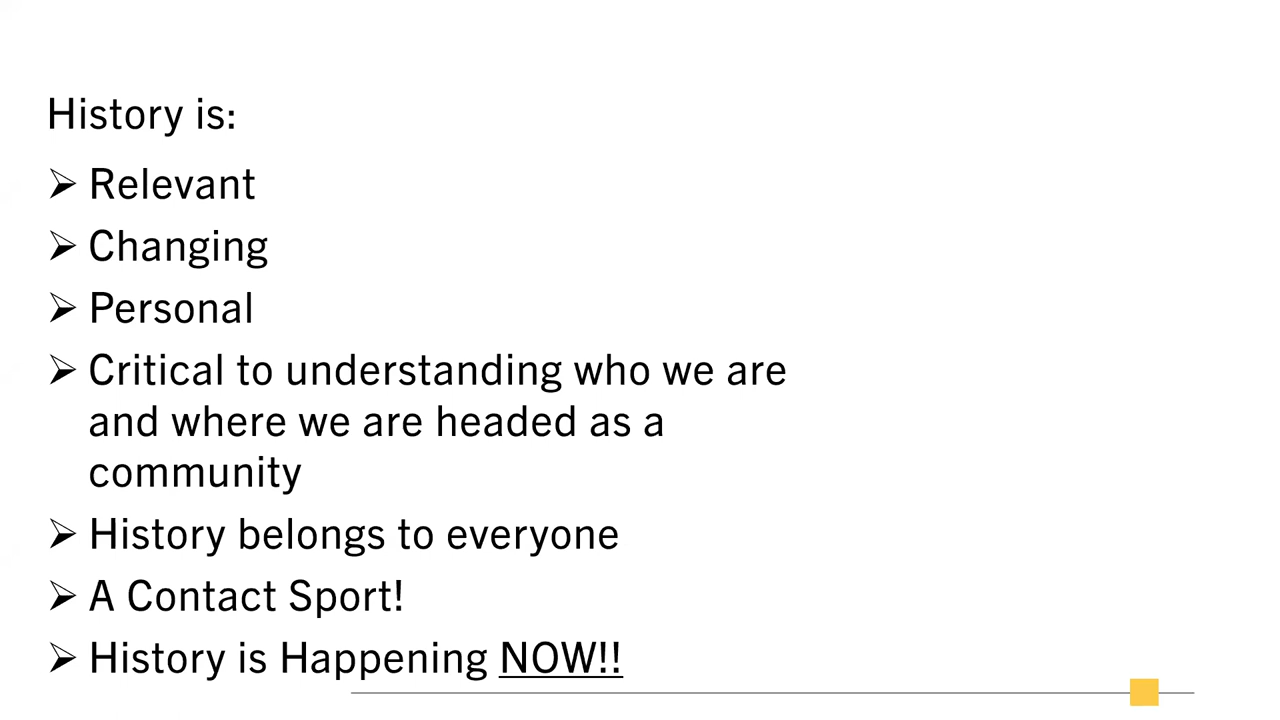 History is:
➢ Relevant
➢ Changing
➢ Personal
➢ Critical to understanding who we are
and where we are headed as a
community
➢ History belongs to everyone
➢ A Contact Sport!
➢ History is Happening NOW!!